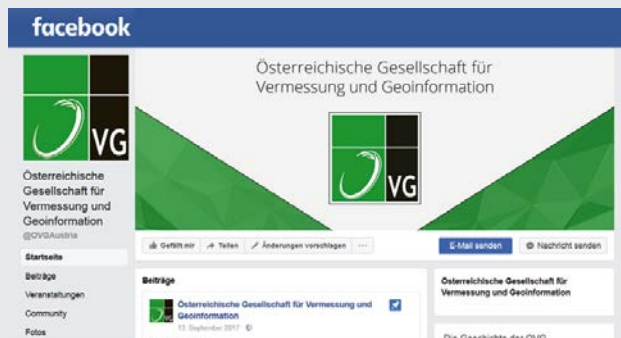 facebook
VG
Österreichische
Gesellschaft für
Vermessung und
Geoinformation
@OVGAustria
Startseite
Beiträge
Veranstaltungen
Community
Fotos
Österreichische Gesellschaft für
Vermessung und Geoinformation
VG
Gefällt mir Teilen Änderungen vorschlagen ...
E-Mail senden Nachricht senden
Beiträge
Österreichische Gesellschaft für Vermessung und
Geoinformation
13. September 2017
Österreichische Gesellschaft für
Vermessung und Geoinformation
Die Geschichte der OVG